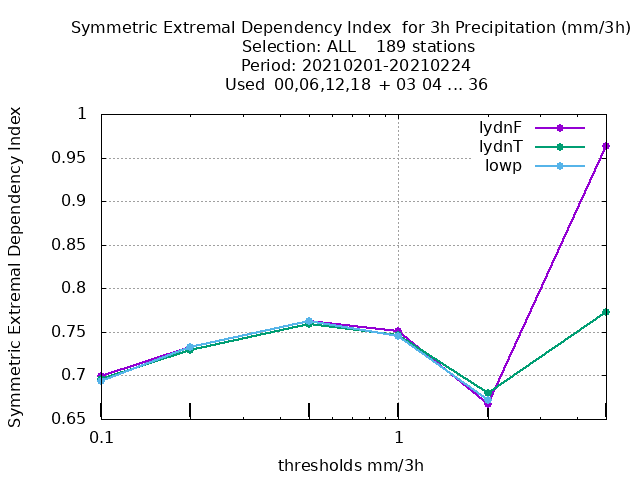 Symmetric Extremal Dependency Index  for 3h Precipitation (mm/3h)
Selection: ALL    189 stations
Period: 20210201-20210224
Used  00,06,12,18  + 03 04 ... 36
Symmetric Extremal Dependency Index
1
0.95
0.9
0.85
0.8
0.75
0.7
0.65
lydnF
lydnT
lowp
0.1
1
thresholds mm/3h